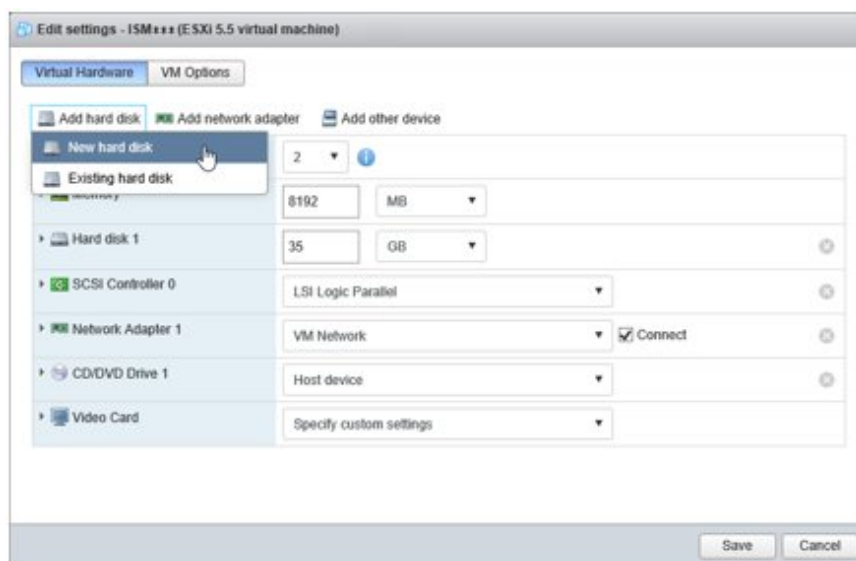 Edit settings - ISM*** (ESXi 5.5 virtual machine)
Virtual Hardware VM Options
Add hard disk Add network adapter Add other device
New hard disk 2
Existing hard disk
Memory 8192 MB
Hard disk 1 35 GB
SCSI Controller 0 LSI Logic Parallel
Network Adapter 1 VM Network Connect
CD/DVD Drive 1 Host device
Video Card Specify custom settings
Save Cancel